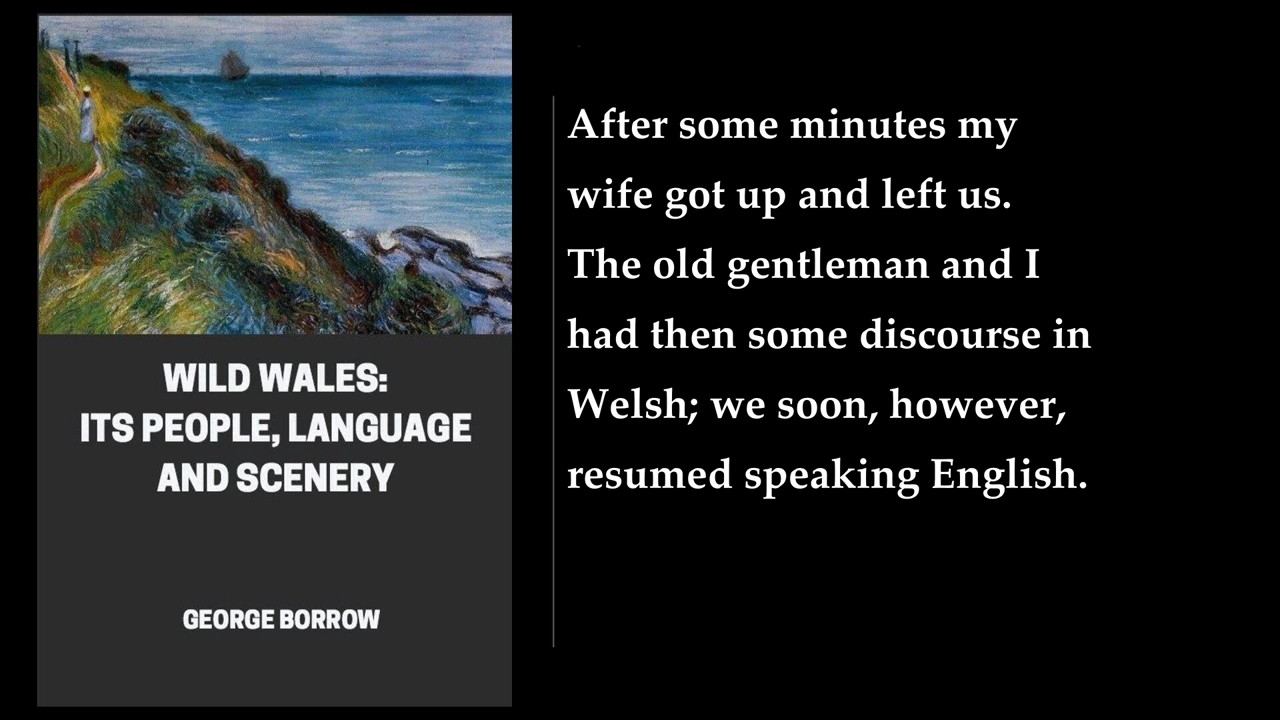 WILD WALES:
ITS PEOPLE, LANGUAGE
AND SCENERY
GEORGE BORROW
After some minutes my
wife got up and left us.
The old gentleman and I
had then some discourse in
Welsh; we soon, however,
resumed speaking English.